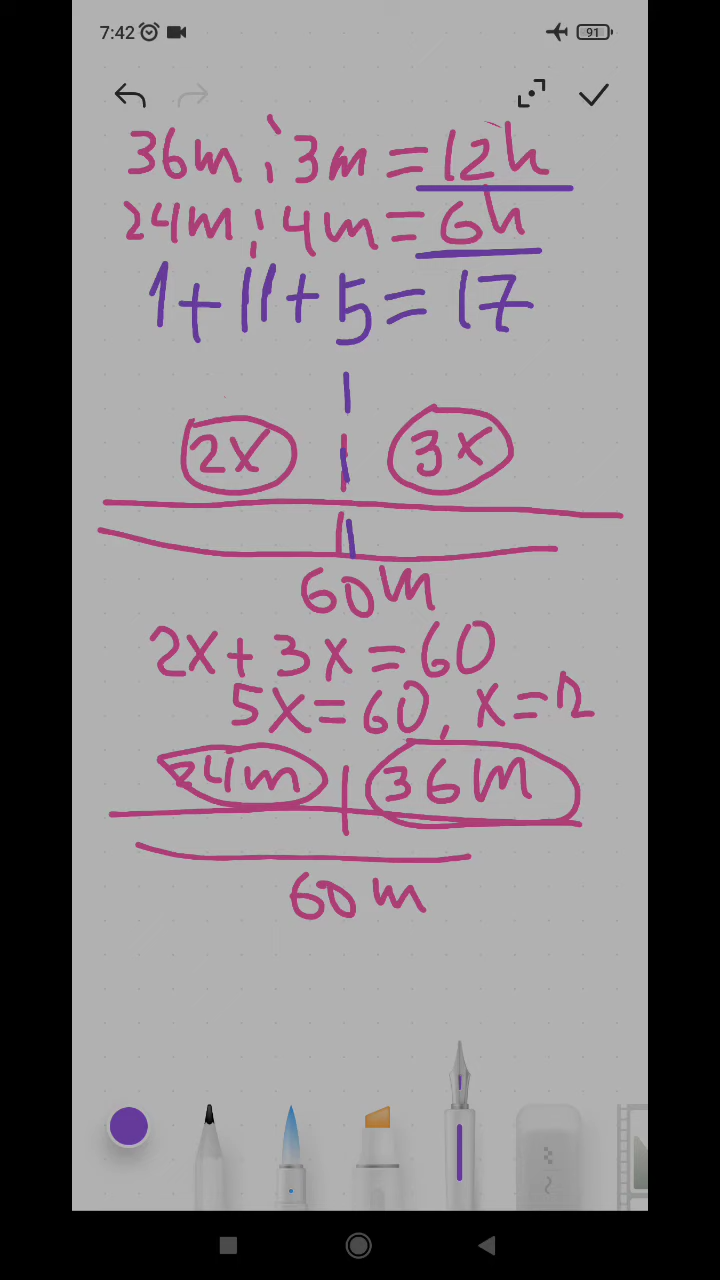 7:42 91
36m : 3m = 12h
24m : 4m = 6h
1 + 11 + 5 = 17
2x 3x
60m
2x + 3x = 60
5x = 60, x = 12
24m 36m
60m